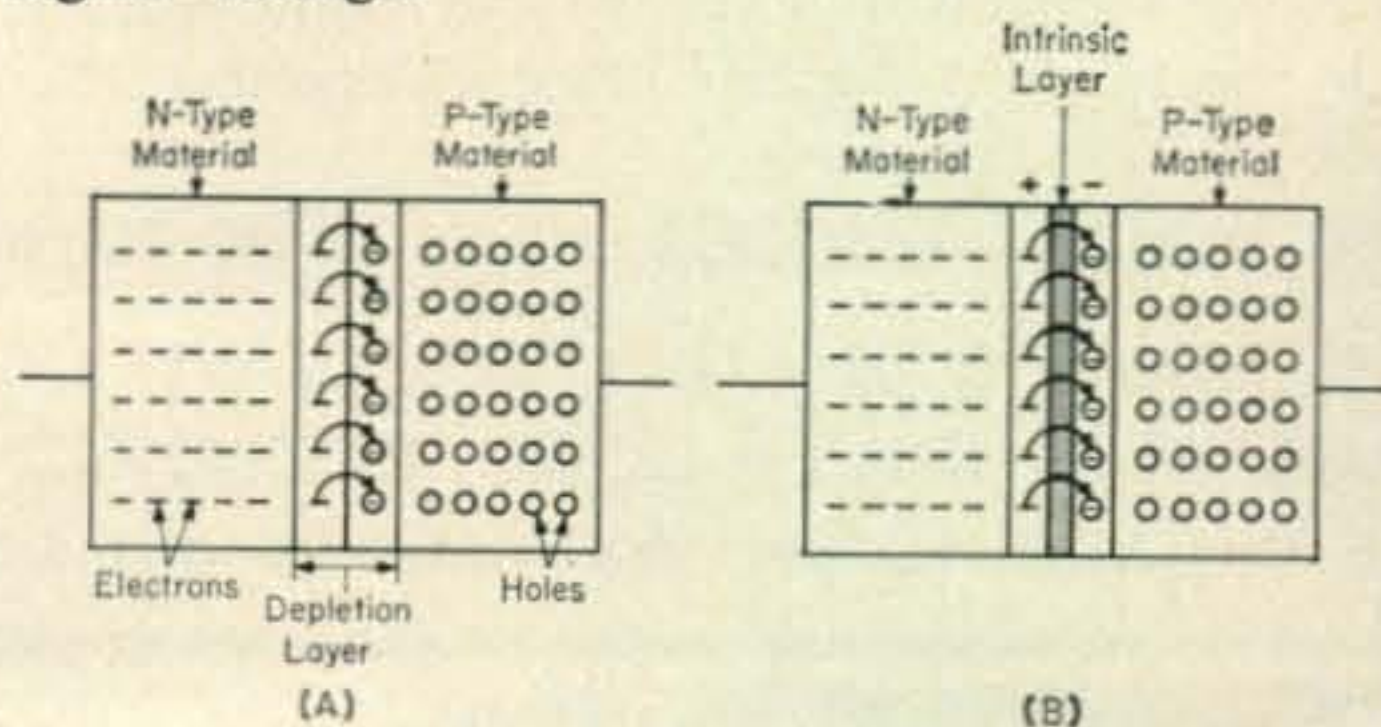 N-Type
Material
P-Type
Material
Electrons
Depletion
Layer
Holes
(A)
Intrinsic
Layer
N-Type
Material
P-Type
Material
+ -
(B)